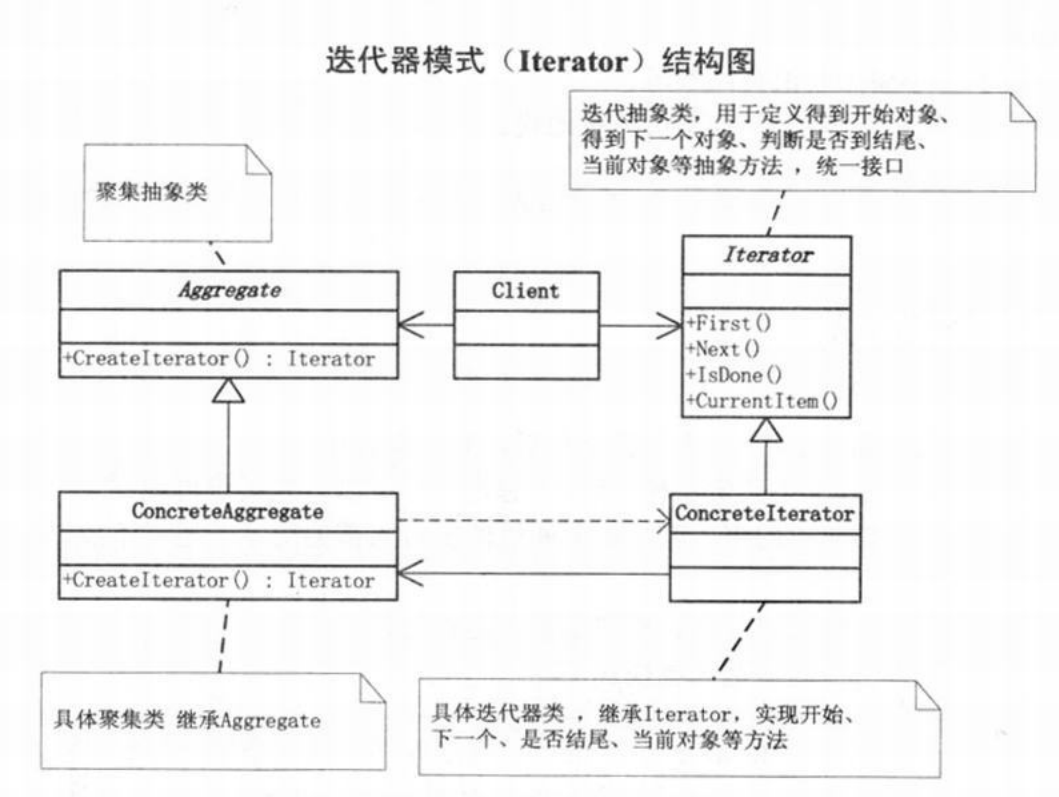 迭代器模式（Iterator）结构图
迭代抽象类，用于定义得到开始对象、
得到下一个对象、判断是否到结尾、
当前对象等抽象方法 ，统一接口
聚集抽象类
Aggregate
+CreateIterator() : Iterator
Client
Iterator
+First()
+Next()
+IsDone()
+CurrentItem()
ConcreteAggregate
+CreateIterator() : Iterator
ConcreteIterator
具体聚集类 继承Aggregate
具体迭代器类 ，继承Iterator，实现开始、
下一个、是否结尾、当前对象等方法